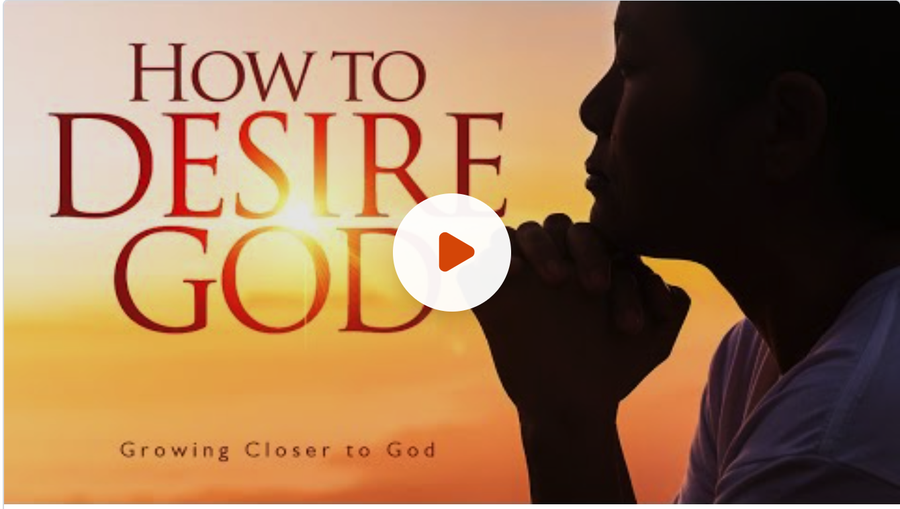 HOW TO
DESIRE
GOD
Growing Closer to God